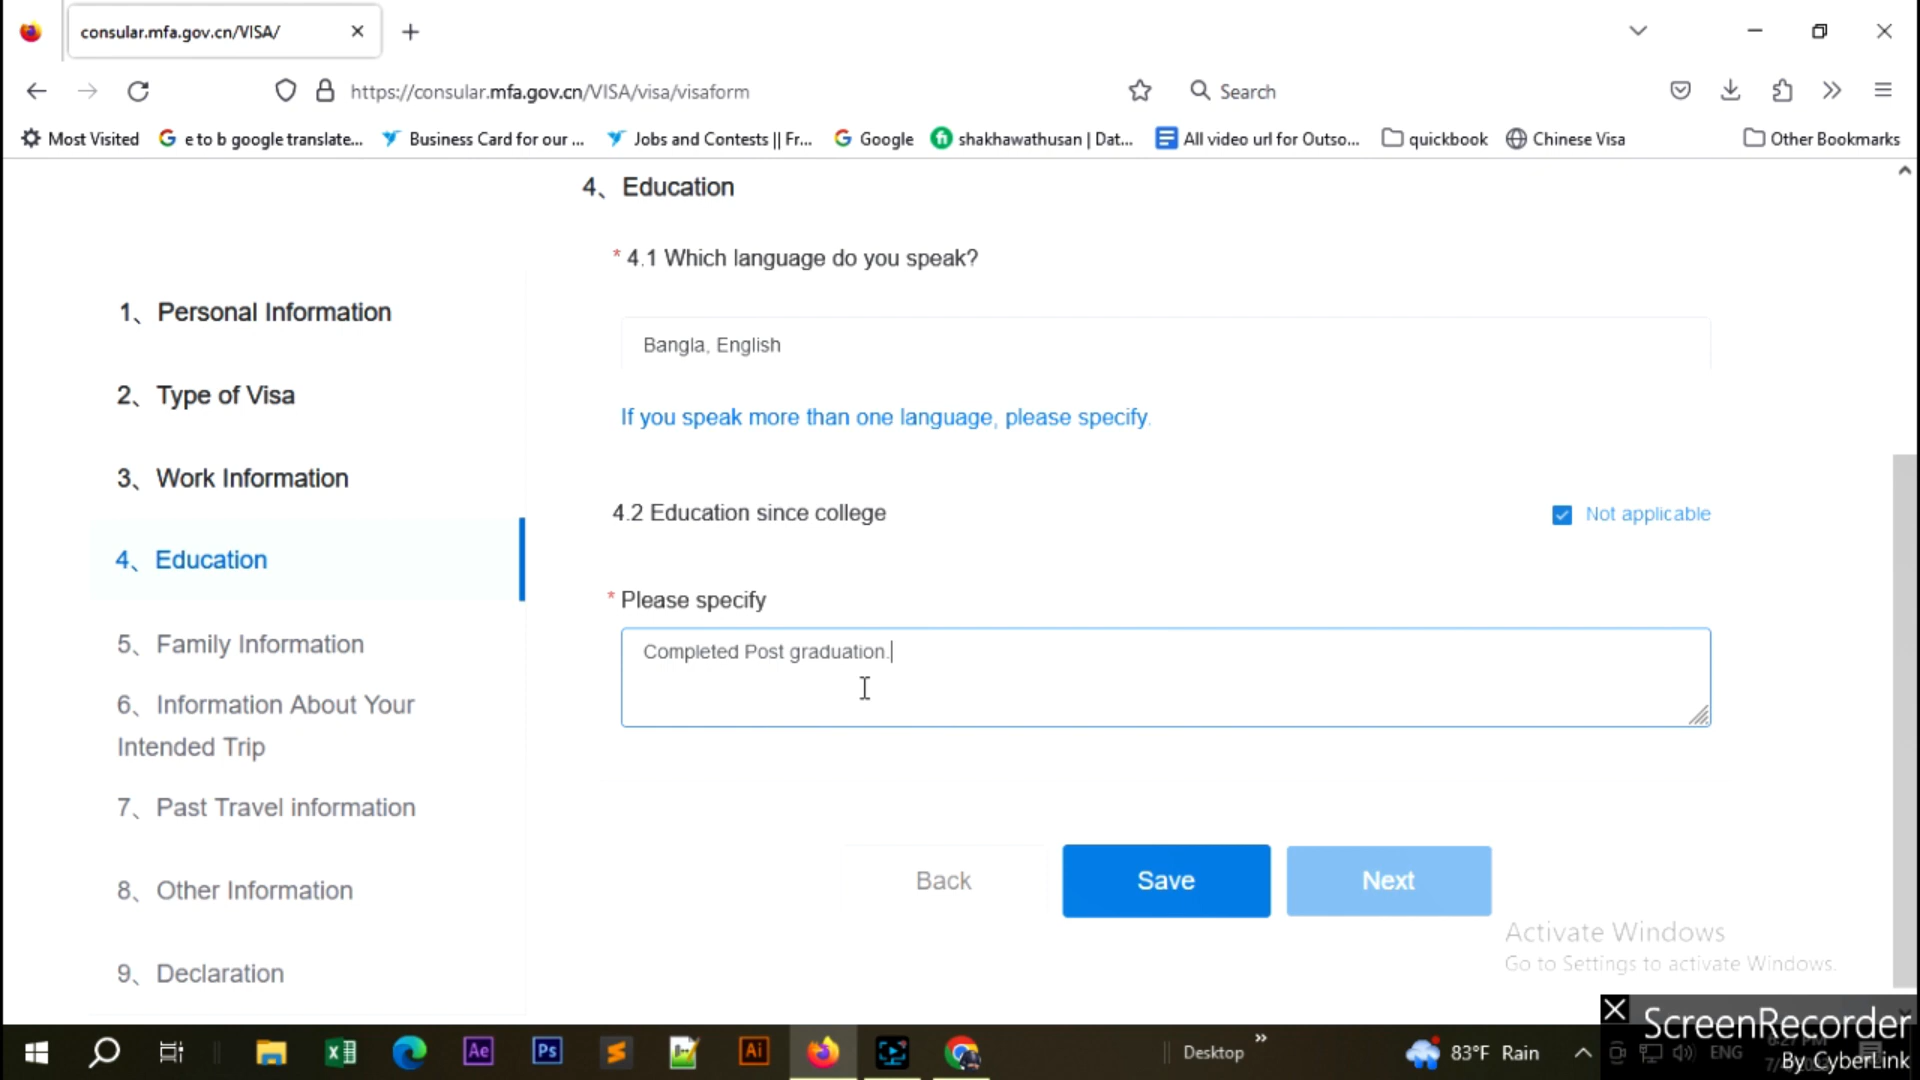 consular.mfa.gov.cn/VISA/
https://consular.mfa.gov.cn/VISA/visa/visaform
Search
Most Visited
e to b google translate...
Business Card for our ...
Jobs and Contests || Fr...
Google
shakhawathusan | Dat...
All video url for Outso...
quickbook
Chinese Visa
Other Bookmarks
4、 Education
* 4.1 Which language do you speak?
1、 Personal Information
Bangla, English
2、 Type of Visa
If you speak more than one language, please specify.
3、 Work Information
4.2 Education since college
Not applicable
4、 Education
* Please specify
5、 Family Information
Completed Post graduation.
6、 Information About Your
Intended Trip
7、 Past Travel information
8、 Other Information
Back
Save
Next
9、 Declaration
Activate Windows
Go to Settings to activate Windows.
ScreenRecorder
By CyberLink
Ae
Ps
Ai
Desktop
83°F Rain
ENG